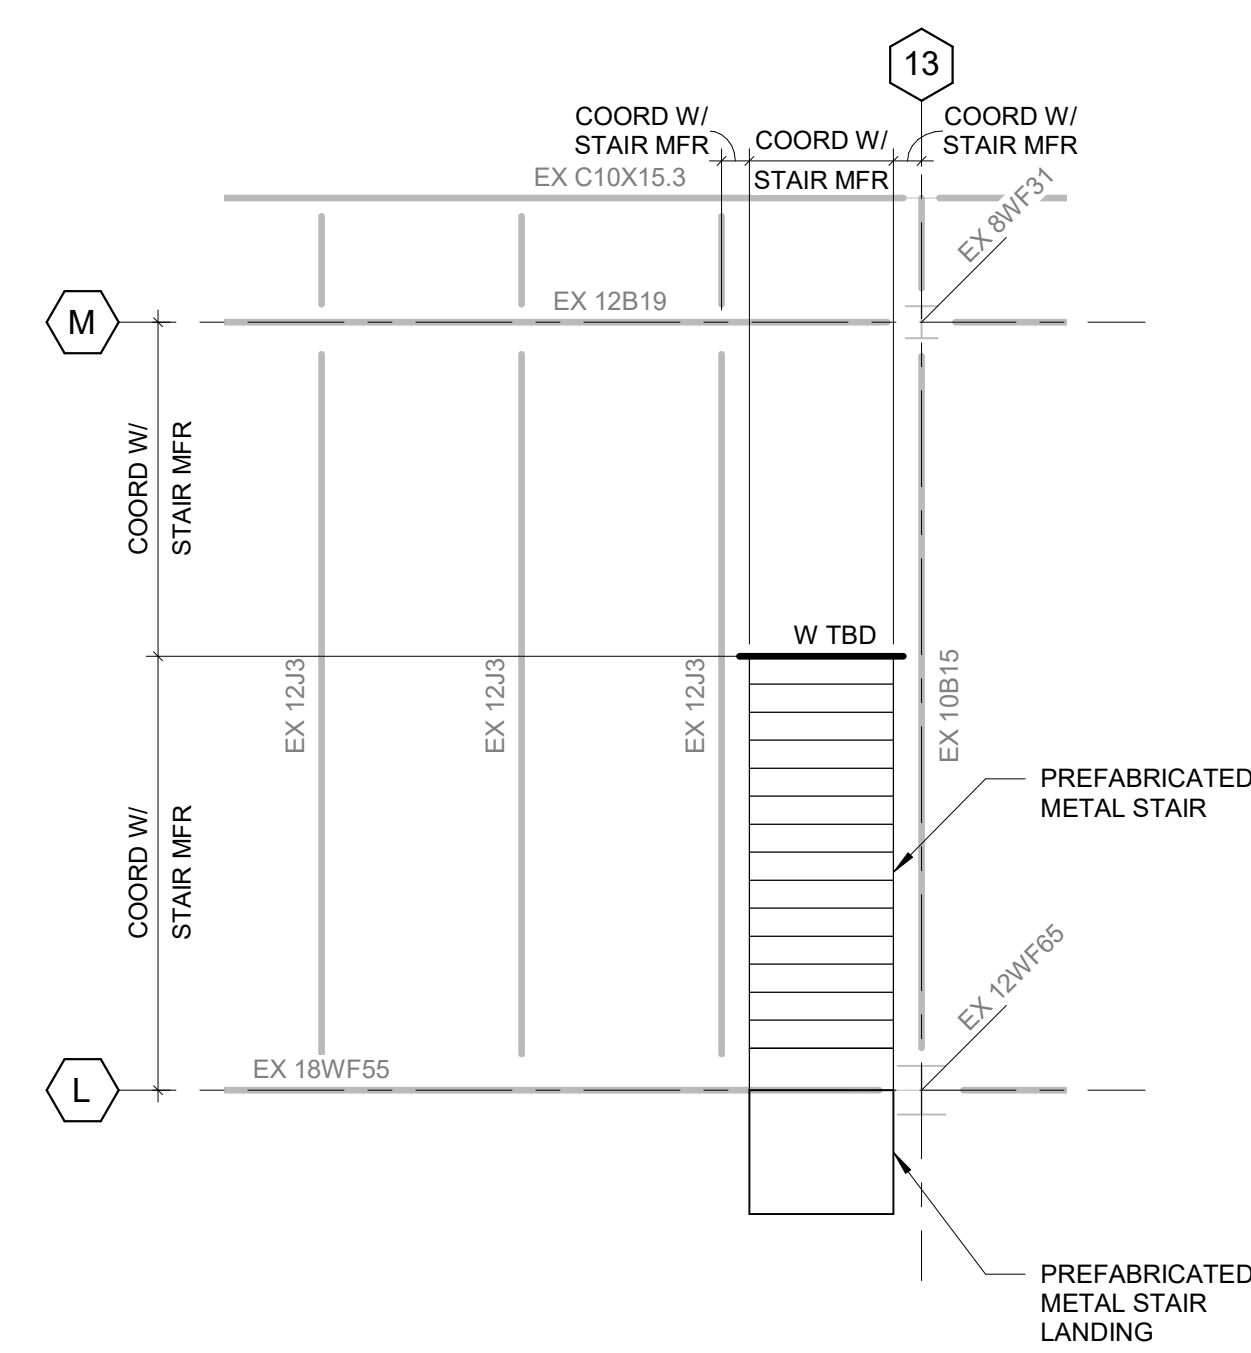 13
COORD W/
STAIR MFR
COORD W/
STAIR MFR
COORD W/
STAIR MFR
EX C10X15.3
EX 8WF31
M
EX 12B19
COORD W/
STAIR MFR
W TBD
EX 12J3
EX 12J3
EX 12J3
EX 10B15
PREFABRICATED
METAL STAIR
COORD W/
STAIR MFR
EX 12WF65
L
EX 18WF55
PREFABRICATED
METAL STAIR
LANDING